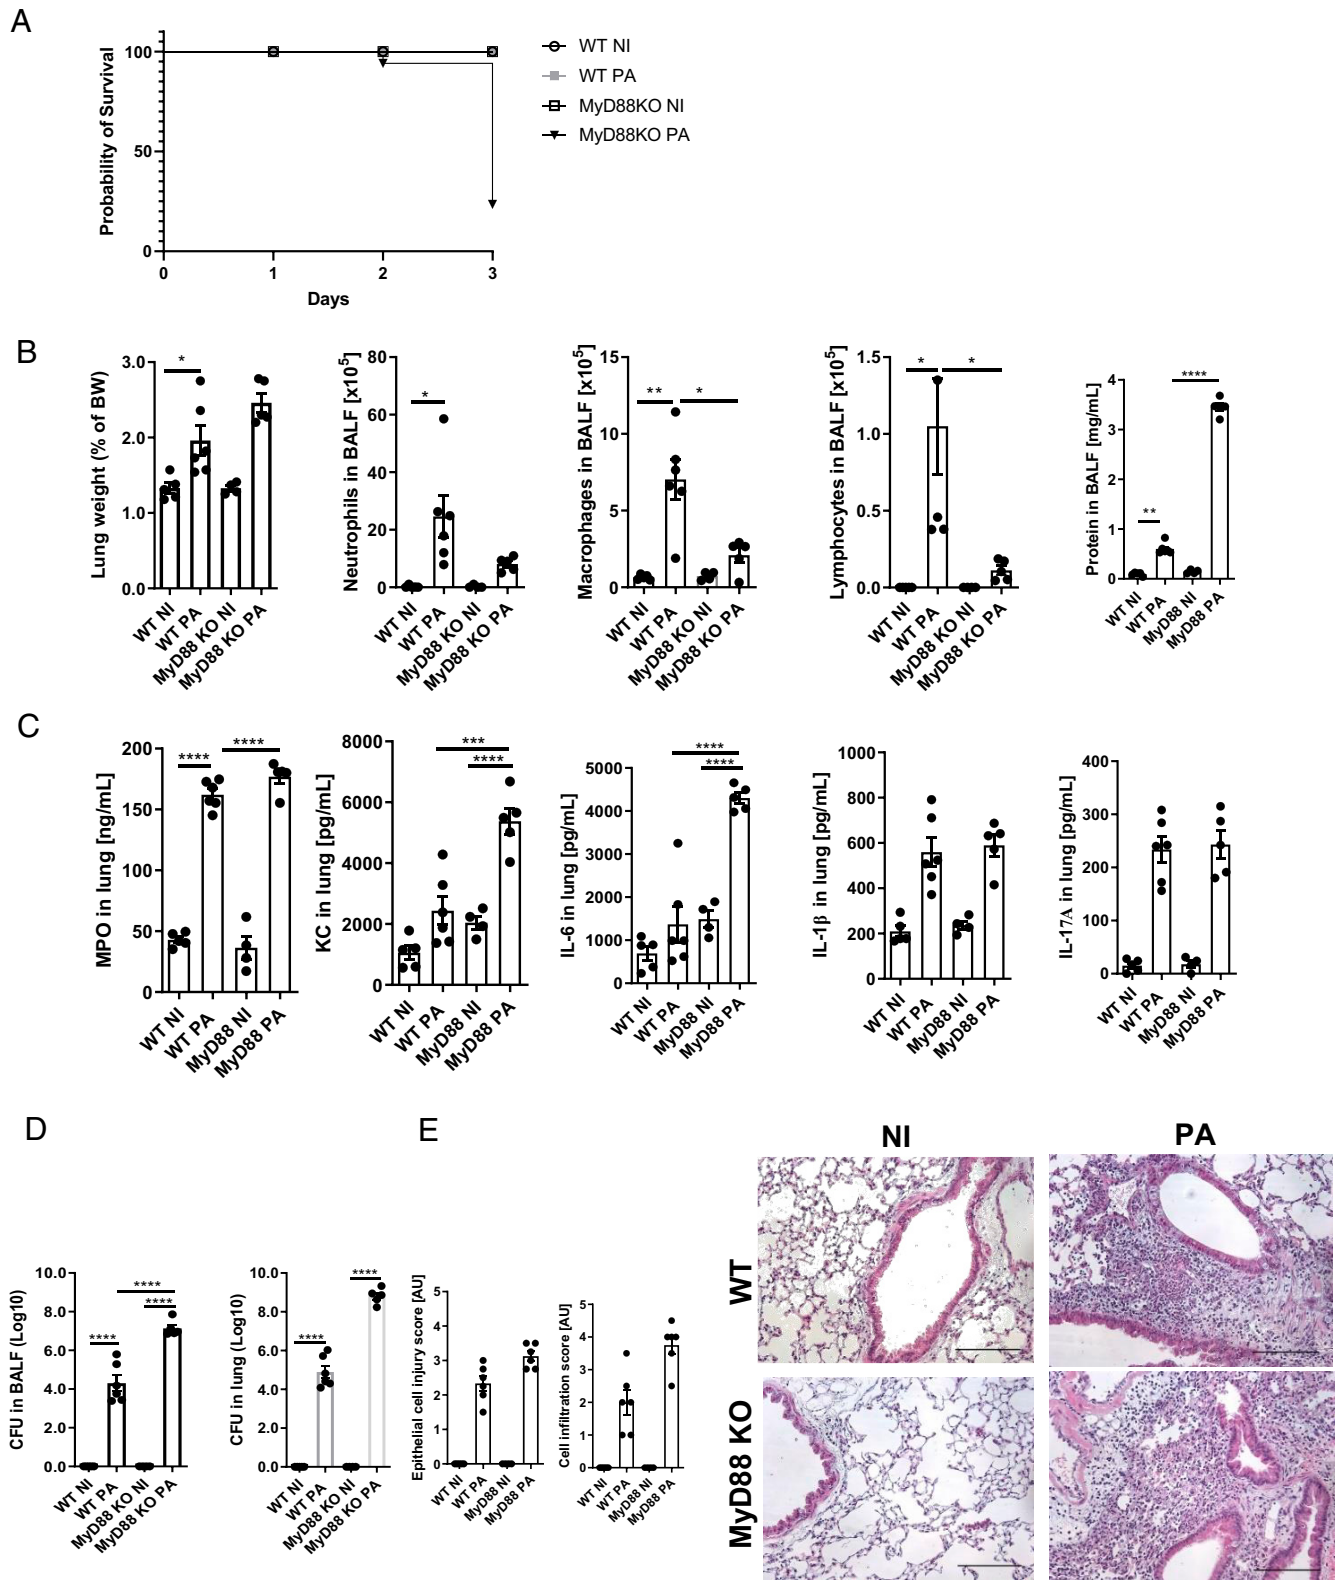 A
Probability of Survival
100
50
0
0 1 2 3
Days
WT NI
WT PA
MyD88KO NI
MyD88KO PA
B
Lung weight (% of BW)
3.0
2.0
1.0
0.0
*
WT NI
WT PA
MyD88 KO NI
MyD88 KO PA
Neutrophils in BALF [x10⁵]
80
60
40
20
0
*
WT NI
WT PA
MyD88 KO NI
MyD88 KO PA
Macrophages in BALF [x10⁵]
15
10
5
0
** *
WT NI
WT PA
MyD88 KO NI
MyD88 KO PA
Lymphocytes in BALF [x10⁵]
1.5
1.0
0.5
0.0
* *
WT NI
WT PA
MyD88 KO NI
MyD88 KO PA
Protein in BALF [mg/mL]
4
3
2
1
0
****
**
WT NI
WT PA
MyD88 NI
MyD88 PA
C
MPO in lung [ng/mL]
200
150
100
50
0
**** ****
WT NI
WT PA
MyD88 NI
MyD88 PA
KC in lung [pg/mL]
8000
6000
4000
2000
0
***
****
WT NI
WT PA
MyD88 NI
MyD88 PA
IL-6 in lung [pg/mL]
5000
4000
3000
2000
1000
0
****
****
WT NI
WT PA
MyD88 NI
MyD88 PA
IL-1β in lung [pg/mL]
1000
800
600
400
200
0
WT NI
WT PA
MyD88 NI
MyD88 PA
IL-17A in lung [pg/mL]
400
300
200
100
0
WT NI
WT PA
MyD88 NI
MyD88 PA
D
CFU in BALF (Log10)
10.0
8.0
6.0
4.0
2.0
0.0
****
****
****
WT NI
WT PA
MyD88 KO NI
MyD88 KO PA
CFU in lung (Log10)
10.0
8.0
6.0
4.0
2.0
0.0
****
****
WT NI
WT PA
MyD88 KO NI
MyD88 KO PA
E
Epithelial cell injury score [AU]
5
4
3
2
1
0
WT NI
WT PA
MyD88 NI
MyD88 PA
Cell infiltration score [AU]
5
4
3
2
1
0
WT NI
WT PA
MyD88 NI
MyD88 PA
NI PA
WT
MyD88 KO